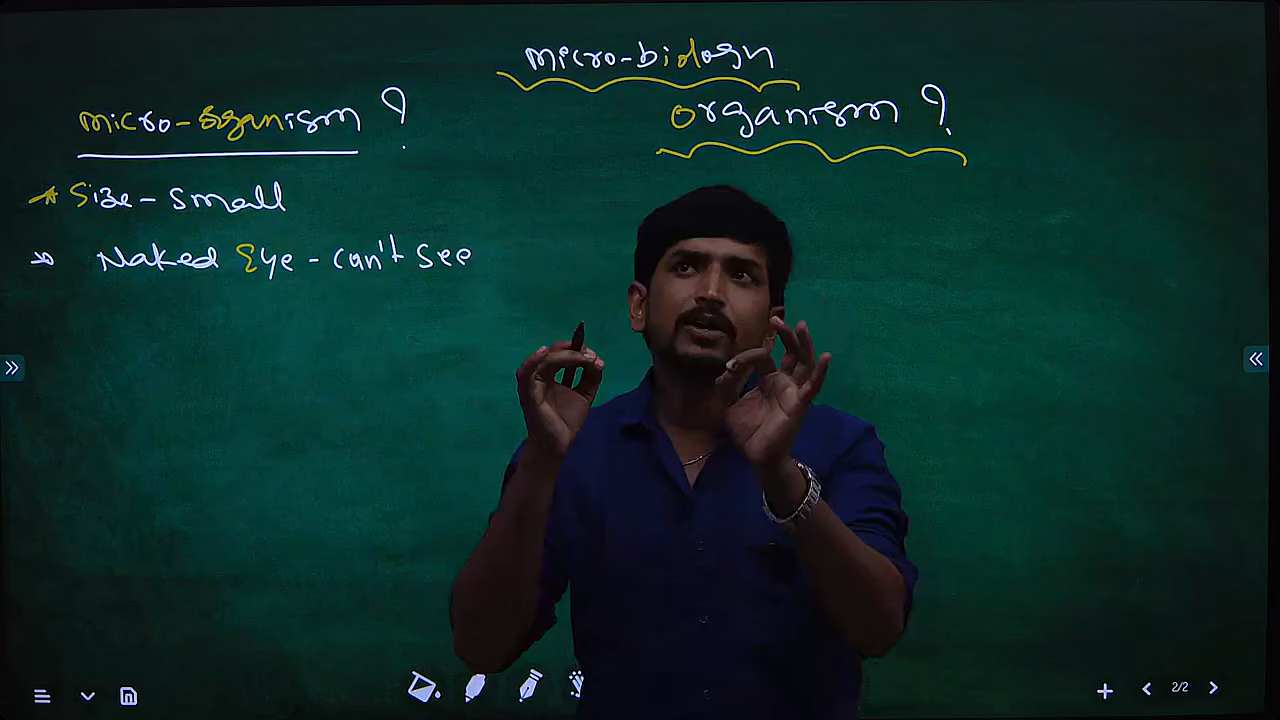 micro-biology
micro-organism ?
organism ?
Size - small
Naked Eye - can't see
2/2